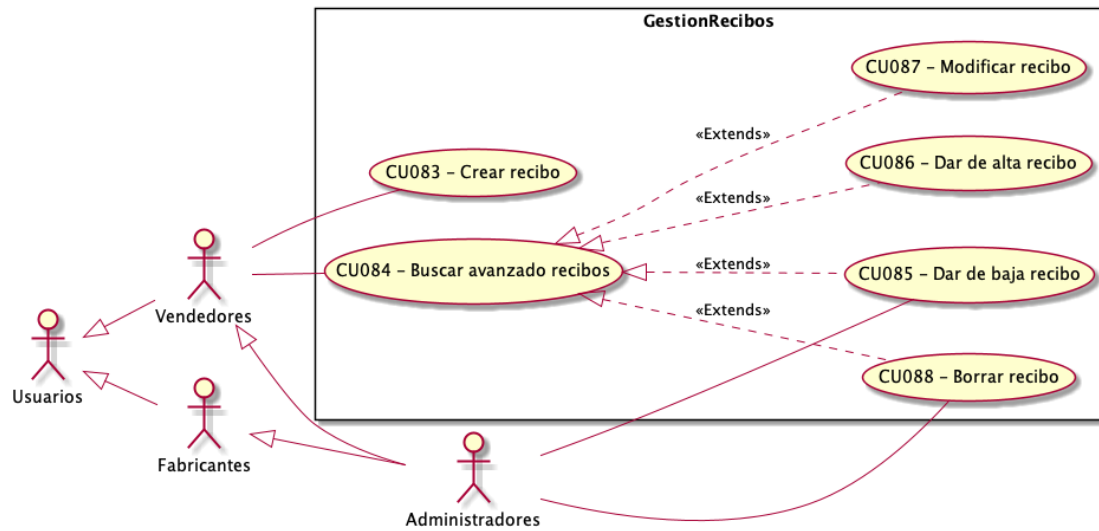 GestionRecibos
CU087 – Modificar recibo
«Extends»
CU083 – Crear recibo
CU086 – Dar de alta recibo
«Extends»
CU084 – Buscar avanzado recibos
«Extends»
CU085 – Dar de baja recibo
Vendedores
«Extends»
Usuarios
CU088 – Borrar recibo
Fabricantes
Administradores